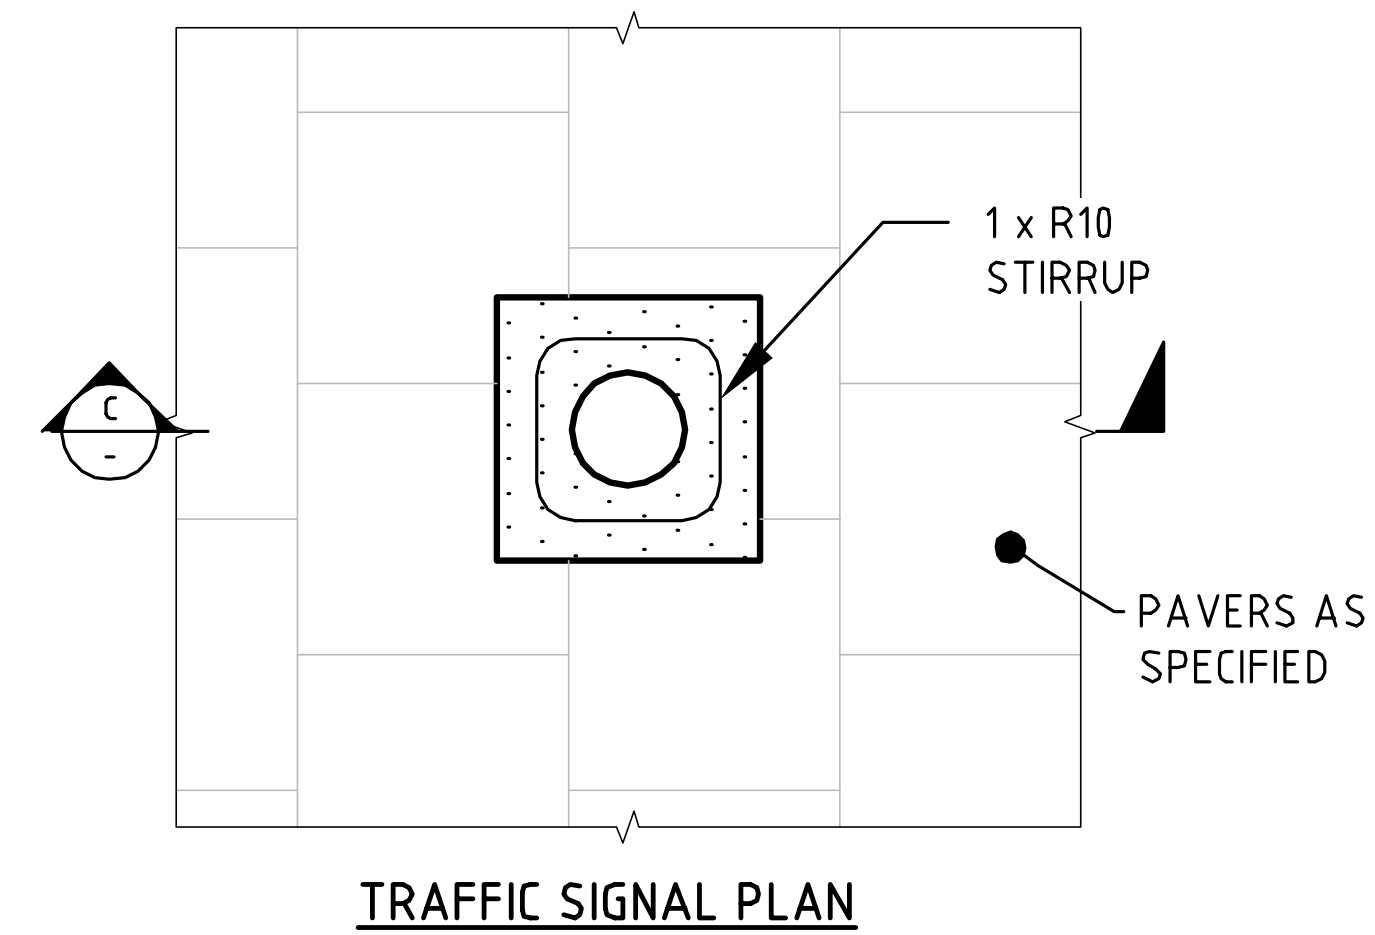 1 x R10
STIRRUP
C
-
PAVERS AS
SPECIFIED
TRAFFIC SIGNAL PLAN